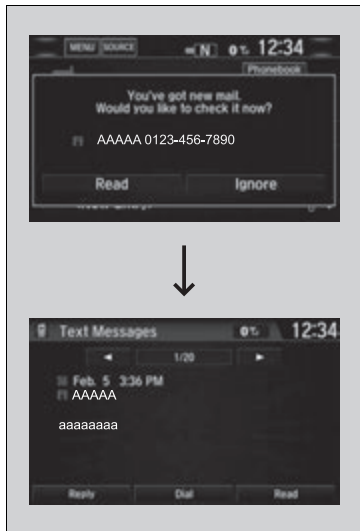 MENU SOURCE N 12:34
Phonebook
You've got new mail.
Would you like to check it now?
AAAAA 0123-456-7890
Read Ignore
Text Messages 12:34
1/20
Feb. 5 3:36 PM
AAAAA
aaaaaaaa
Reply Dial Read